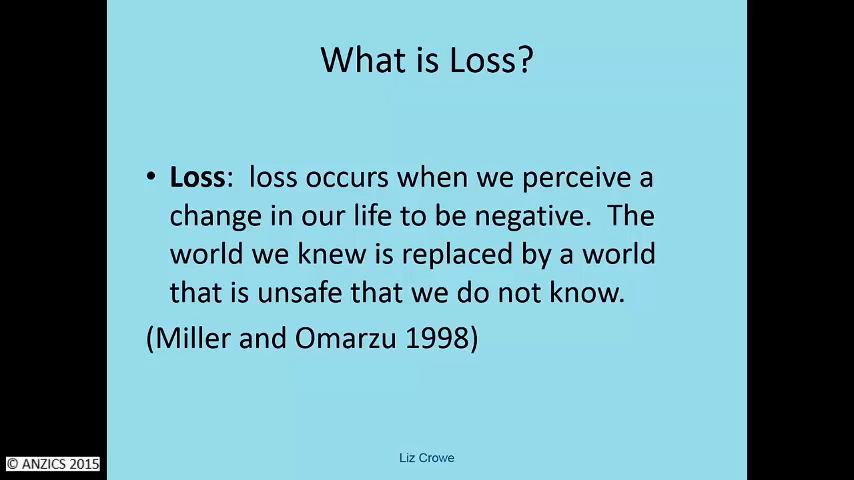 What is Loss?
• Loss:  loss occurs when we perceive a
change in our life to be negative.  The
world we knew is replaced by a world
that is unsafe that we do not know.
(Miller and Omarzu 1998)
Liz Crowe
© ANZICS 2015